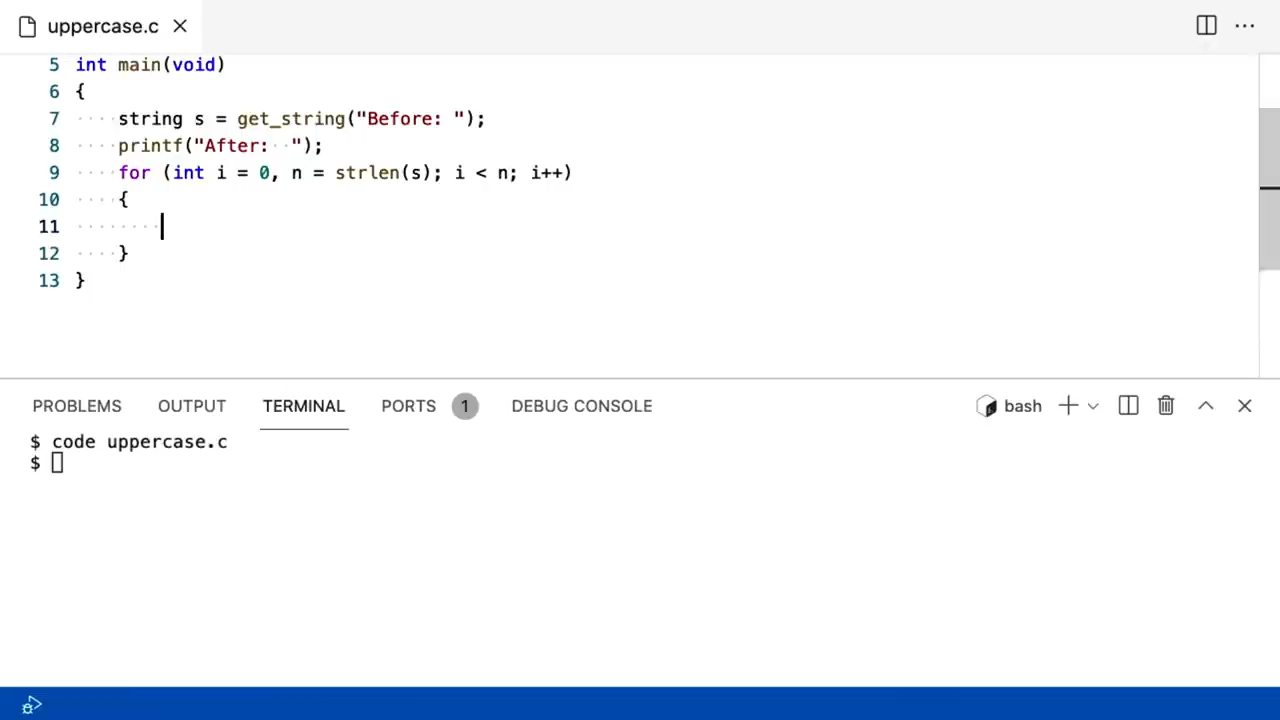 uppercase.c
5 int main(void)
6 {
7 ····string s = get_string("Before: ");
8 ····printf("After:··");
9 ····for (int i = 0, n = strlen(s); i < n; i++)
10 ····{
11 ········
12 ····}
13 }
PROBLEMS OUTPUT TERMINAL PORTS 1 DEBUG CONSOLE bash
$ code uppercase.c
$